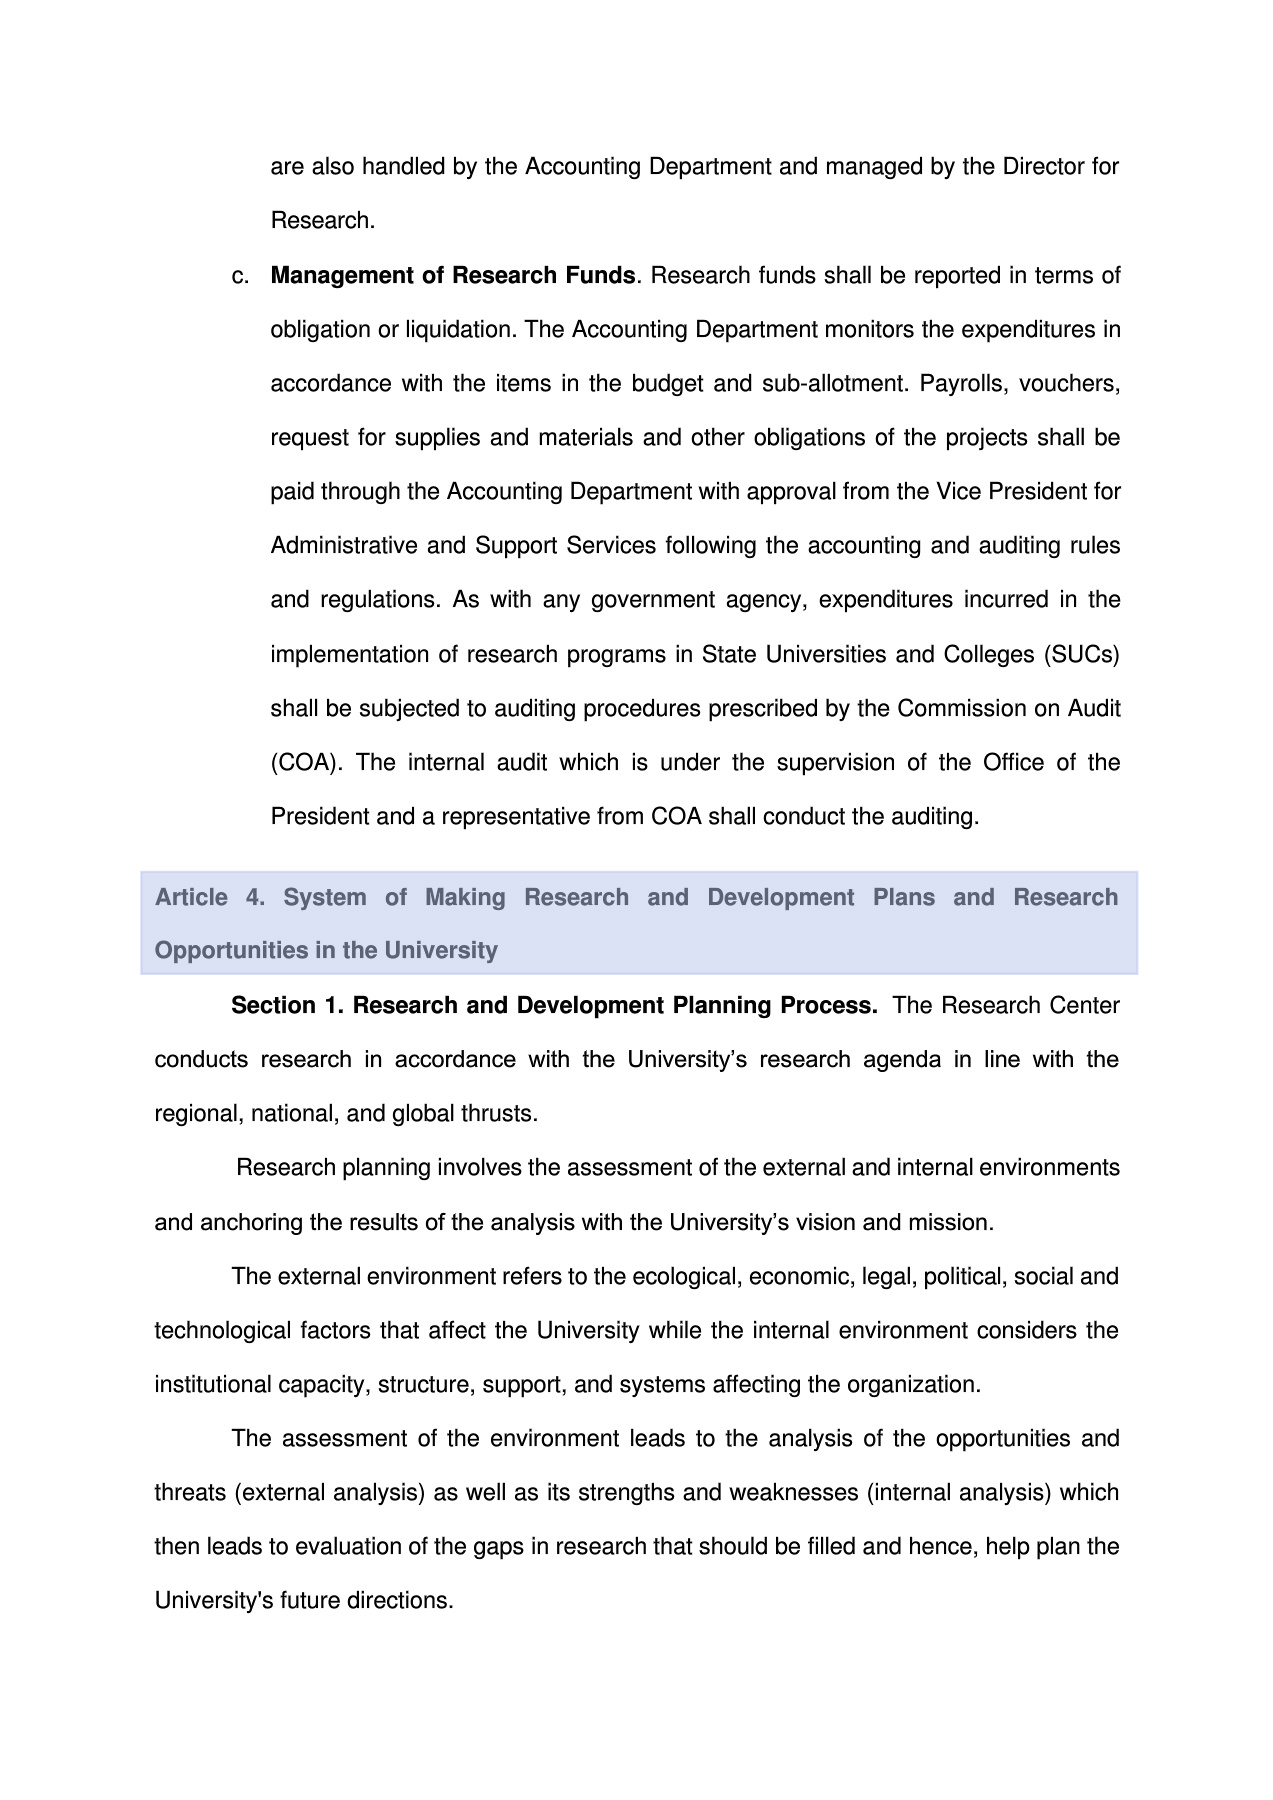 are also handled by the Accounting Department and managed by the Director for
Research.
c. Management of Research Funds. Research funds shall be reported in terms of
obligation or liquidation. The Accounting Department monitors the expenditures in
accordance with the items in the budget and sub-allotment. Payrolls, vouchers,
request for supplies and materials and other obligations of the projects shall be
paid through the Accounting Department with approval from the Vice President for
Administrative and Support Services following the accounting and auditing rules
and regulations. As with any government agency, expenditures incurred in the
implementation of research programs in State Universities and Colleges (SUCs)
shall be subjected to auditing procedures prescribed by the Commission on Audit
(COA). The internal audit which is under the supervision of the Office of the
President and a representative from COA shall conduct the auditing.
Article 4. System of Making Research and Development Plans and Research
Opportunities in the University
Section 1. Research and Development Planning Process. The Research Center
conducts research in accordance with the University’s research agenda in line with the
regional, national, and global thrusts.
Research planning involves the assessment of the external and internal environments
and anchoring the results of the analysis with the University’s vision and mission.
The external environment refers to the ecological, economic, legal, political, social and
technological factors that affect the University while the internal environment considers the
institutional capacity, structure, support, and systems affecting the organization.
The assessment of the environment leads to the analysis of the opportunities and
threats (external analysis) as well as its strengths and weaknesses (internal analysis) which
then leads to evaluation of the gaps in research that should be filled and hence, help plan the
University's future directions.